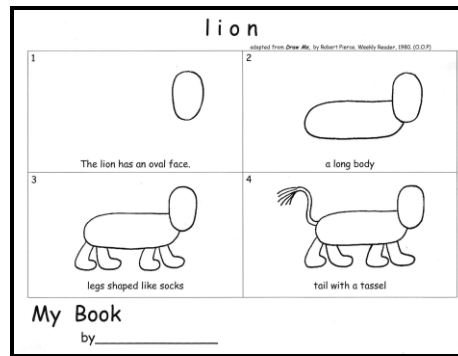 lion
adapted from Draw Me, by Robert Pierce, Weekly Reader, 1980. (O.O.P)
1
2
The lion has an oval face.
a long body
3
4
legs shaped like socks
tail with a tassel
My Book
by